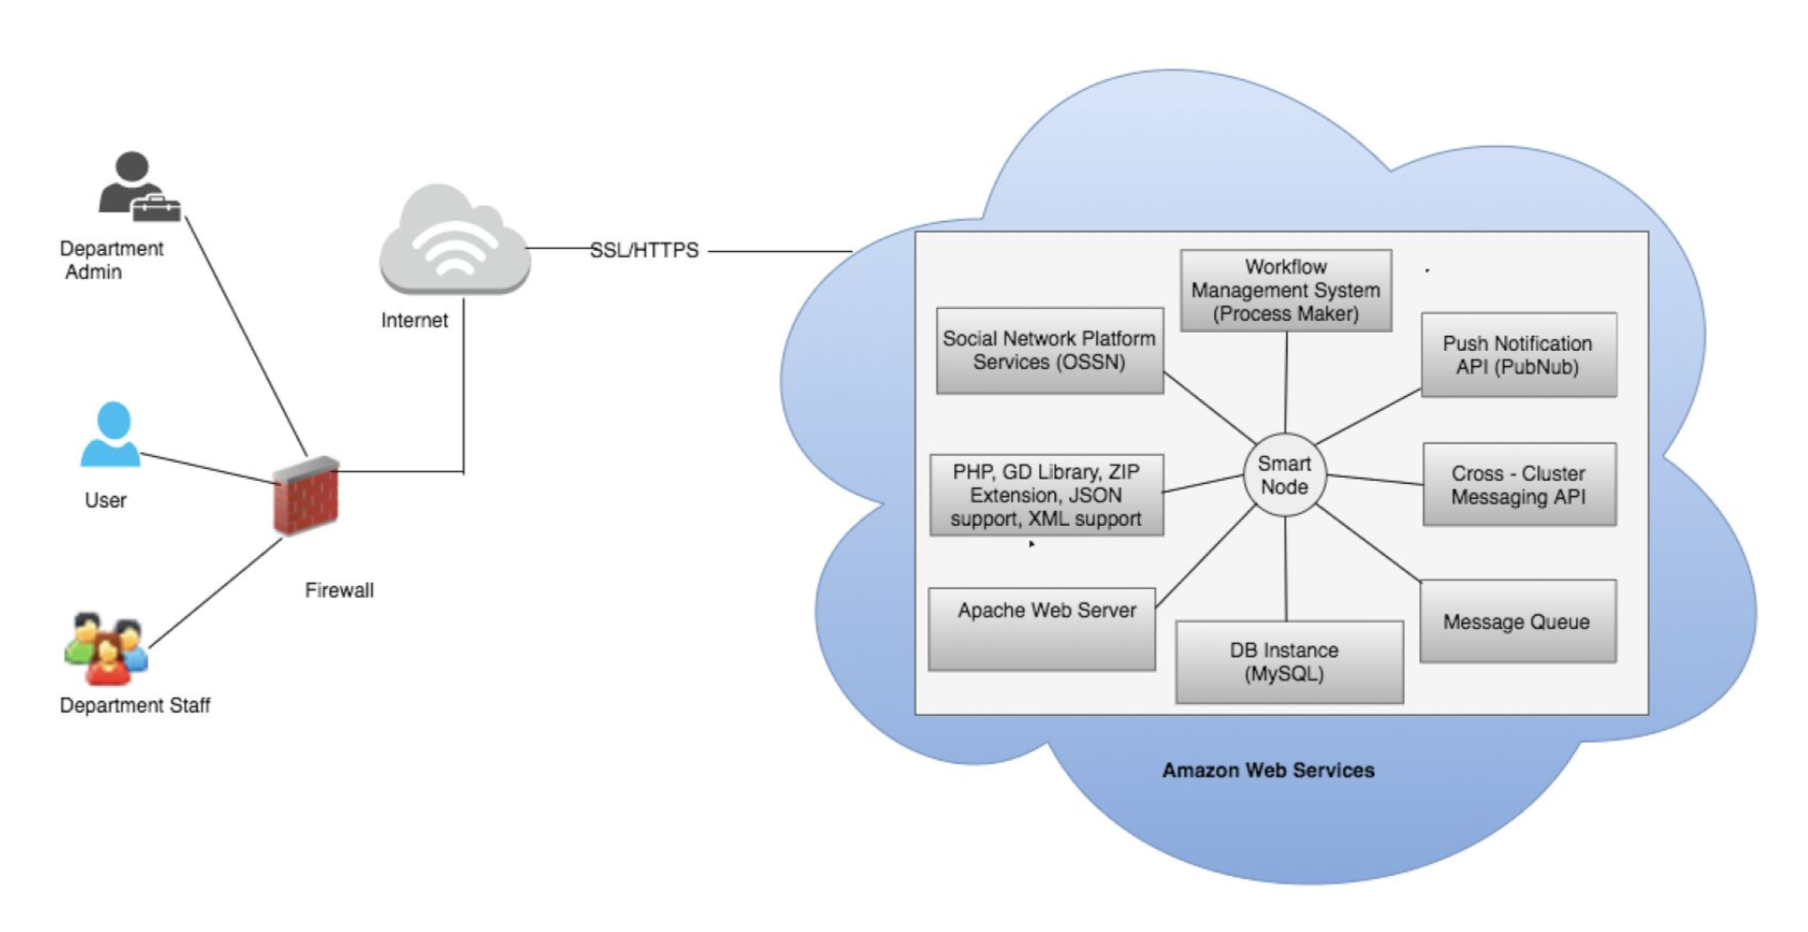 Department
Admin
User
Department Staff
Firewall
Internet
SSL/HTTPS
Workflow
Management System
(Process Maker)
Social Network Platform
Services (OSSN)
Push Notification
API (PubNub)
PHP, GD Library, ZIP
Extension, JSON
support, XML support
Smart
Node
Cross - Cluster
Messaging API
Apache Web Server
DB Instance
(MySQL)
Message Queue
Amazon Web Services